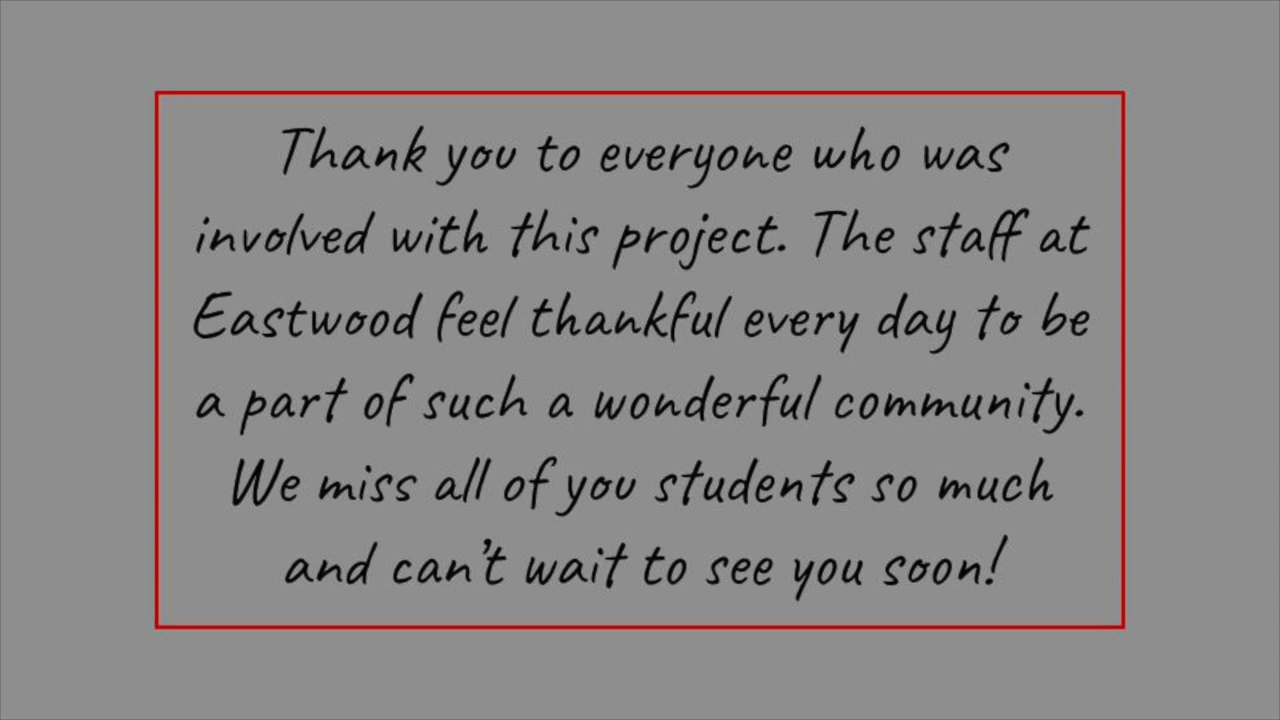 Thank you to everyone who was
involved with this project. The staff at
Eastwood feel thankful every day to be
a part of such a wonderful community.
We miss all of you students so much
and can't wait to see you soon!